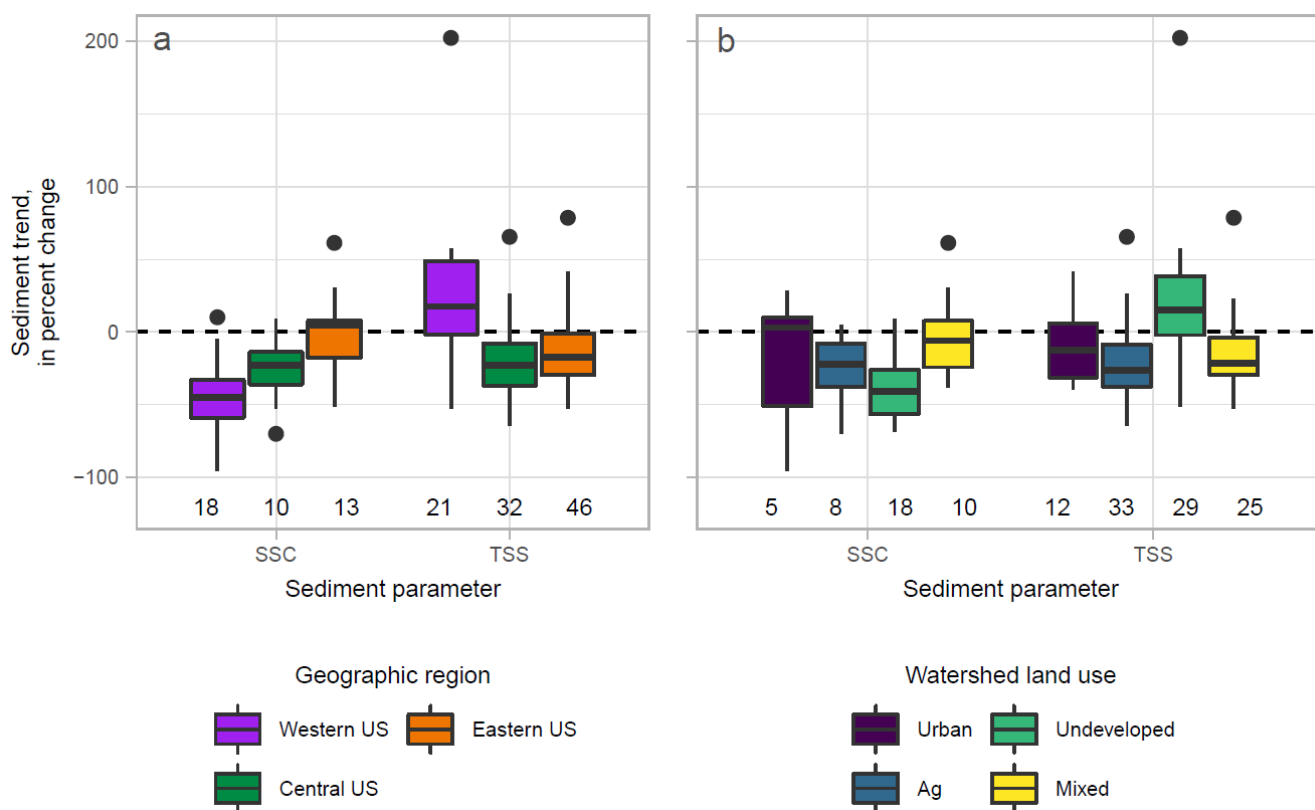 a
b
Sediment trend,
in percent change
200
100
0
−100
18 10 13 21 32 46
5 8 18 10 12 33 29 25
SSC TSS
SSC TSS
Sediment parameter
Sediment parameter
Geographic region
Western US Eastern US
Central US
Watershed land use
Urban Undeveloped
Ag Mixed